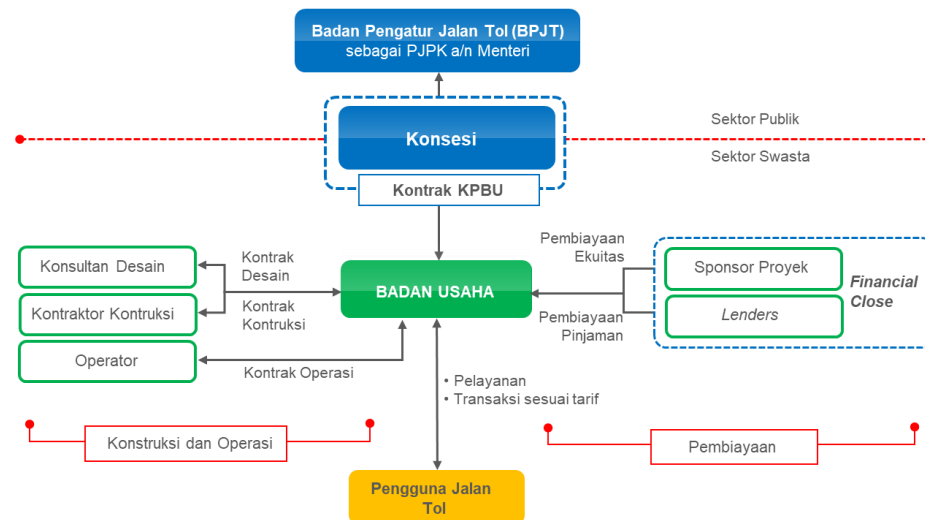 Badan Pengatur Jalan Tol (BPJT)
sebagai PJPK a/n Menteri
Konsesi
Sektor Publik
Sektor Swasta
Kontrak KPBU
Konsultan Desain
Kontraktor Kontruksi
Operator
Kontrak
Desain
Kontrak
Kontruksi
Kontrak Operasi
BADAN USAHA
Pembiayaan
Ekuitas
Pembiayaan
Pinjaman
Sponsor Proyek
Lenders
Financial
Close
• Pelayanan
• Transaksi sesuai tarif
Konstruksi dan Operasi
Pembiayaan
Pengguna Jalan
Tol